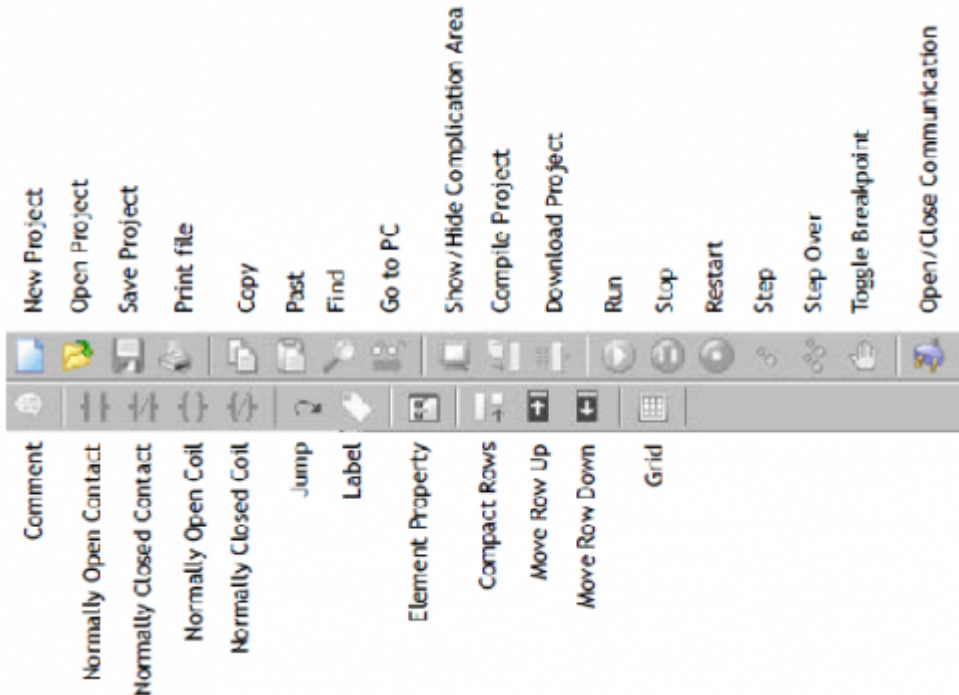 New Project
Open Project
Save Project
Print file
Copy
Past
Find
Go to PC
Show/Hide Complication Area
Compile Project
Download Project
Run
Stop
Restart
Step
Step Over
Toggle Breakpoint
Open/Close Communication
Comment
Normally Open Contact
Normally Closed Contact
Normally Open Coil
Normally Closed Coil
Jump
Label
Element Property
Compact Rows
Move Row Up
Move Row Down
Grid